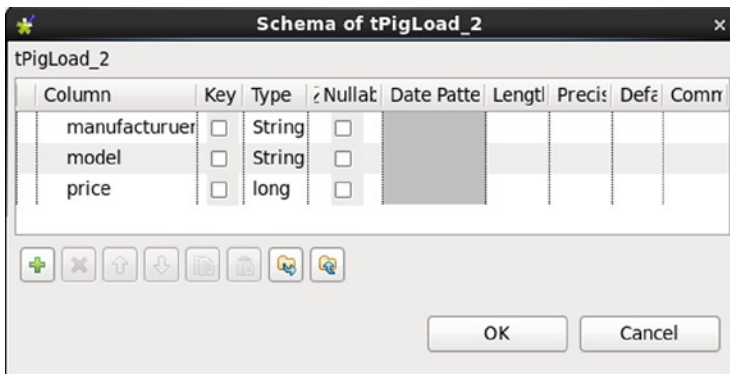 Schema of tPigLoad_2
tPigLoad_2
Column Key Type Nullab Date Patte Lengtl Precis Defa Comm
manufacturuer String
model String
price long
OK Cancel